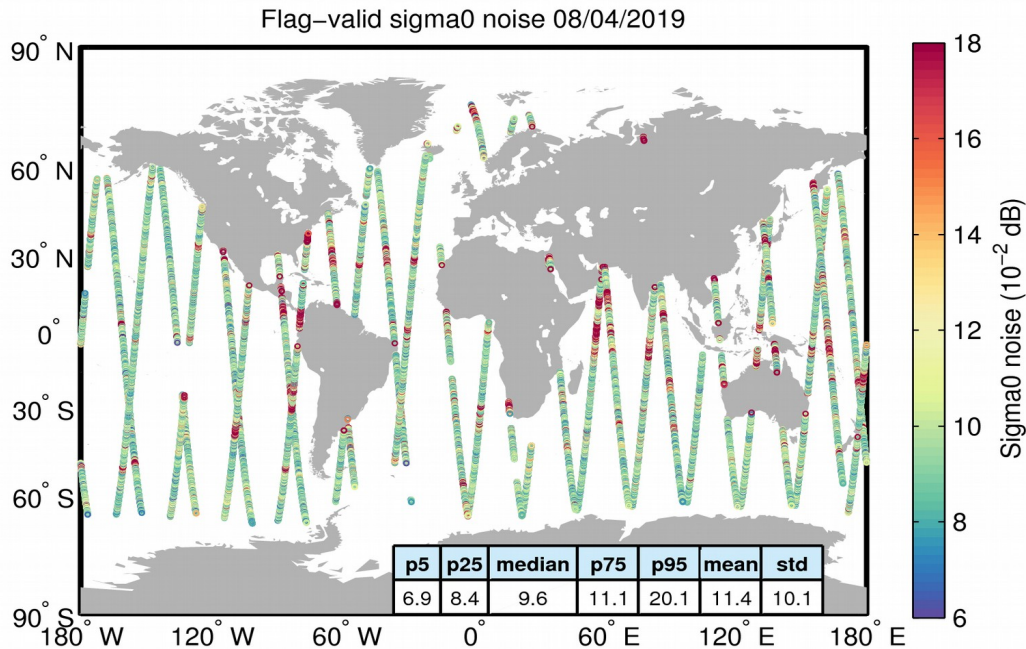 Flag−valid sigma0 noise 08/04/2019
90° N
60° N
30° N
0°
30° S
60° S
90° S
180° W
120° W
60° W
0°
60° E
120° E
180° E
p5 p25 median p75 p95 mean std
6.9 8.4 9.6 11.1 20.1 11.4 10.1
18
16
14
12
10
8
6
Sigma0 noise (10⁻² dB)